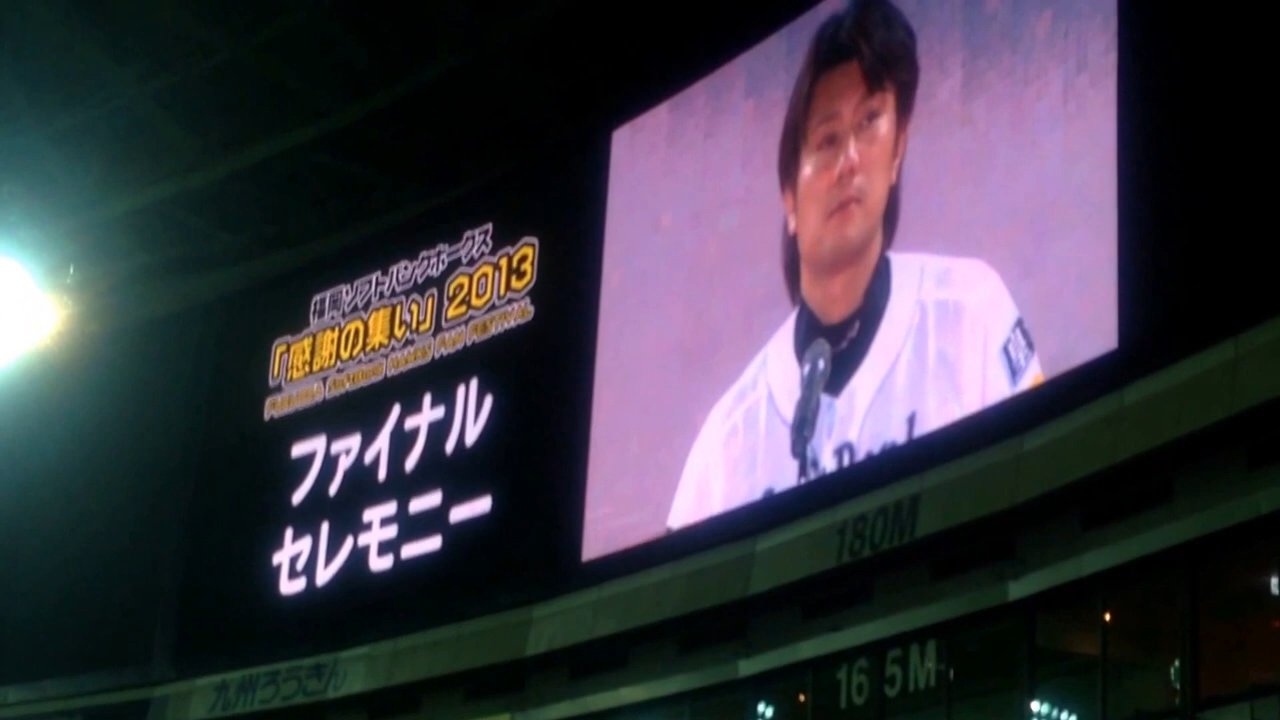 福岡ソフトバンクホークス
「感謝の集い」2013
FUKUOKA SoftBank HAWKS FAN FESTIVAL
ファイナル
セレモニー
180M
九州ろうきん
165M